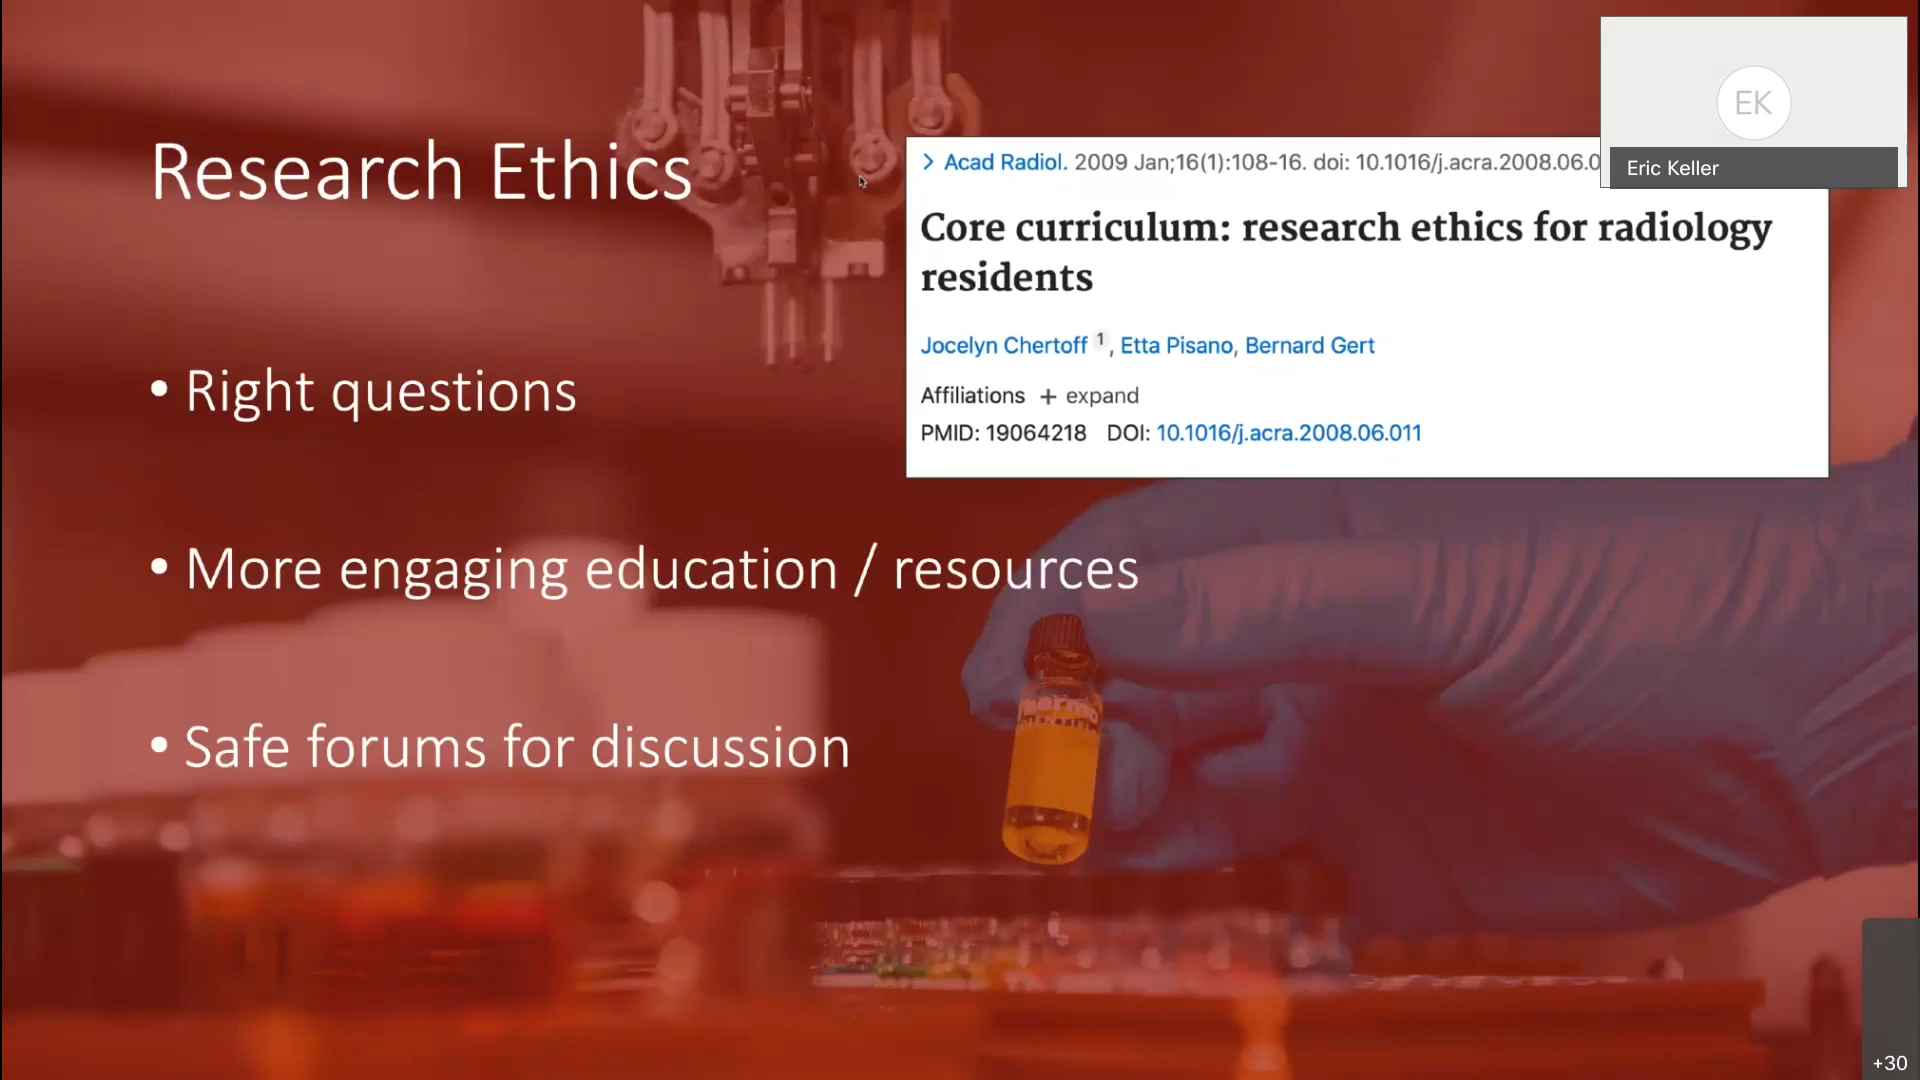 Research Ethics
• Right questions
• More engaging education / resources
• Safe forums for discussion
> Acad Radiol. 2009 Jan;16(1):108-16. doi: 10.1016/j.acra.2008.06.0
Core curriculum: research ethics for radiology
residents
Jocelyn Chertoff 1, Etta Pisano, Bernard Gert
Affiliations + expand
PMID: 19064218 DOI: 10.1016/j.acra.2008.06.011
EK
Eric Keller
+30